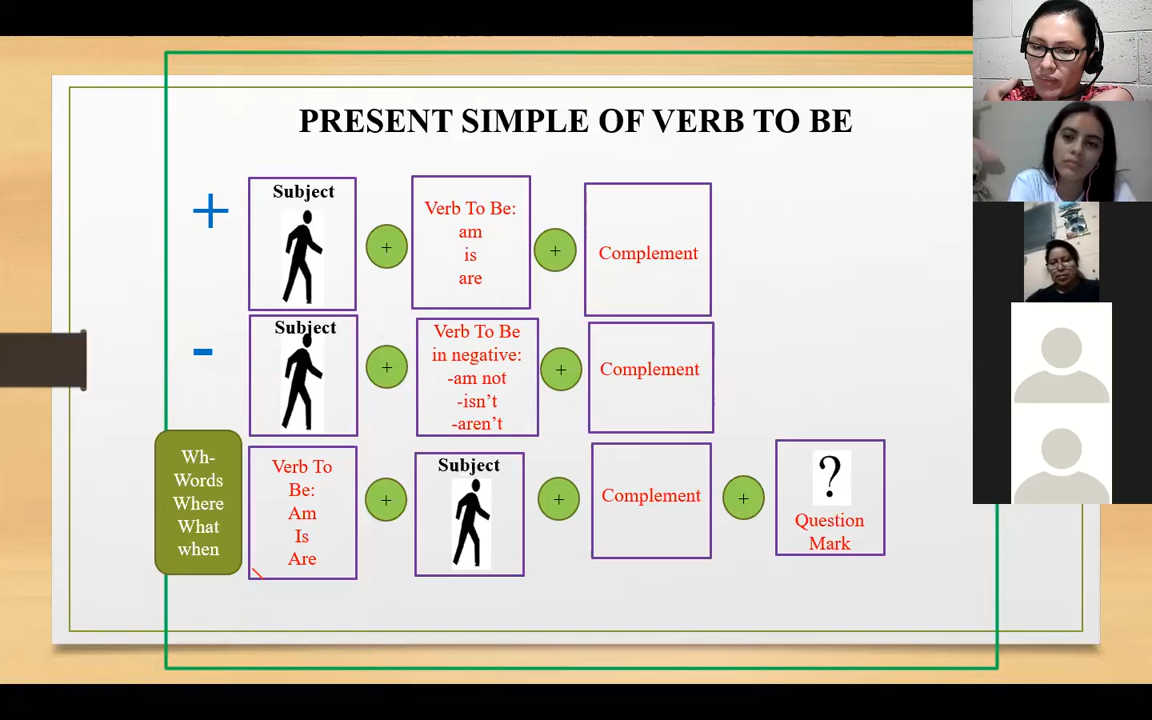 PRESENT SIMPLE OF VERB TO BE
+
Subject
+
Verb To Be:
am
is
are
+
Complement
-
Subject
+
Verb To Be
in negative:
-am not
-isn't
-aren't
+
Complement
Wh-
Words
Where
What
when
Verb To
Be:
Am
Is
Are
+
Subject
+
Complement
+
?
Question
Mark